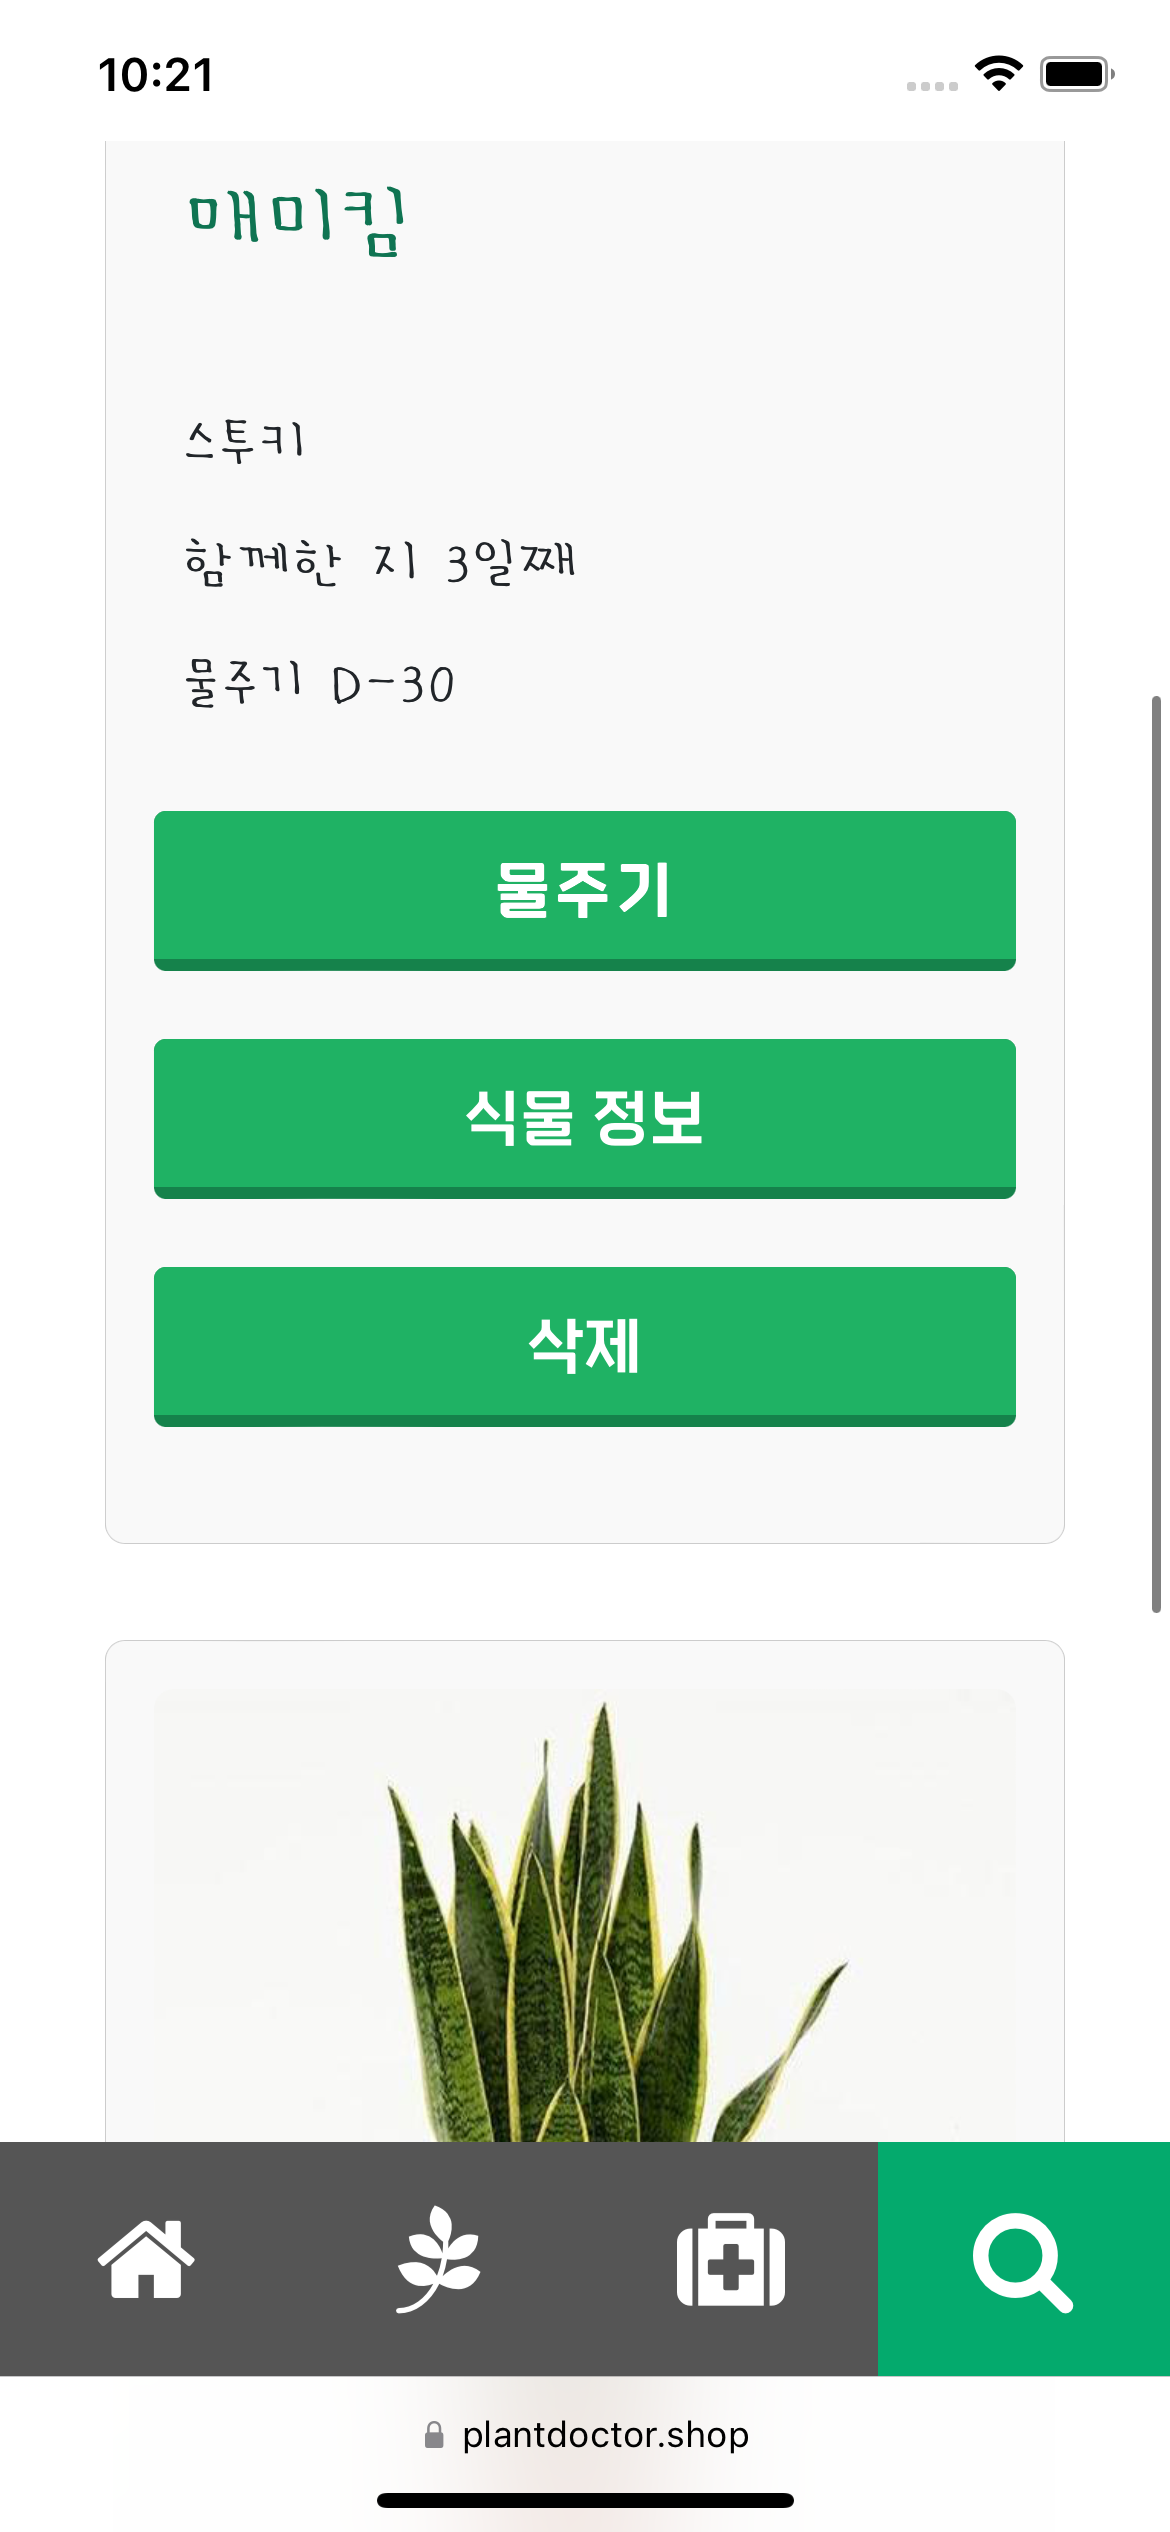 10:21
매미킴
스투키
함께한 지 3일째
물주기 D-30
물주기
식물 정보
삭제
plantdoctor.shop